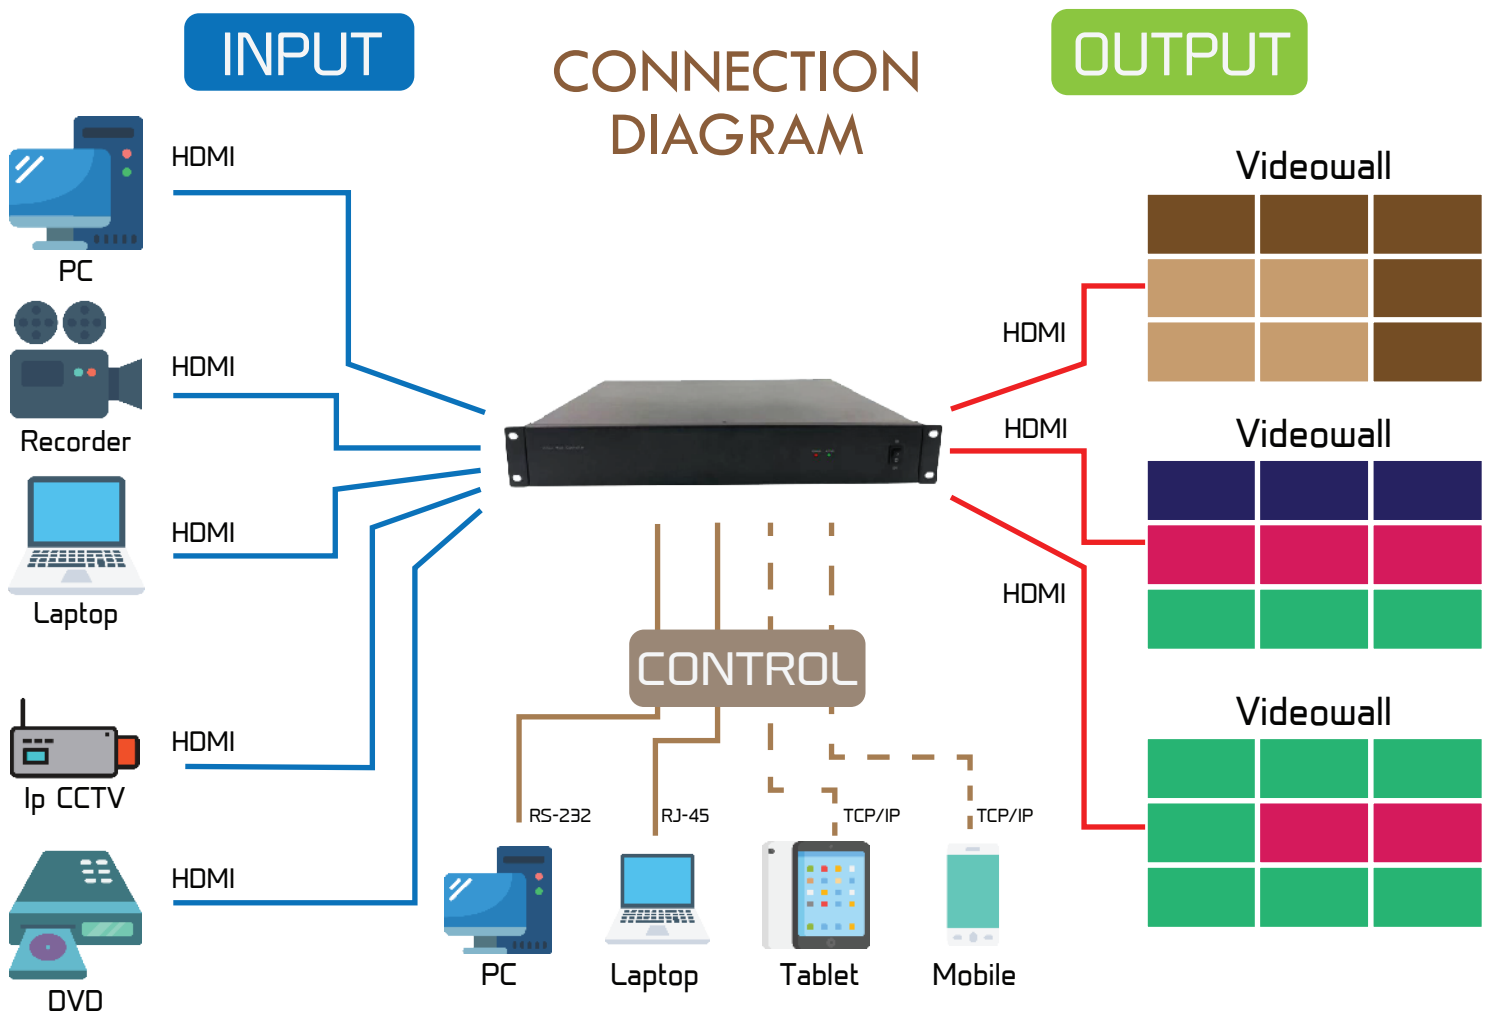 INPUT
CONNECTION
DIAGRAM
OUTPUT
HDMI
PC
HDMI
Recorder
HDMI
Laptop
HDMI
Ip CCTV
HDMI
DVD
CONTROL
RS-232
RJ-45
TCP/IP
TCP/IP
PC
Laptop
Tablet
Mobile
HDMI
Videowall
HDMI
Videowall
HDMI
Videowall